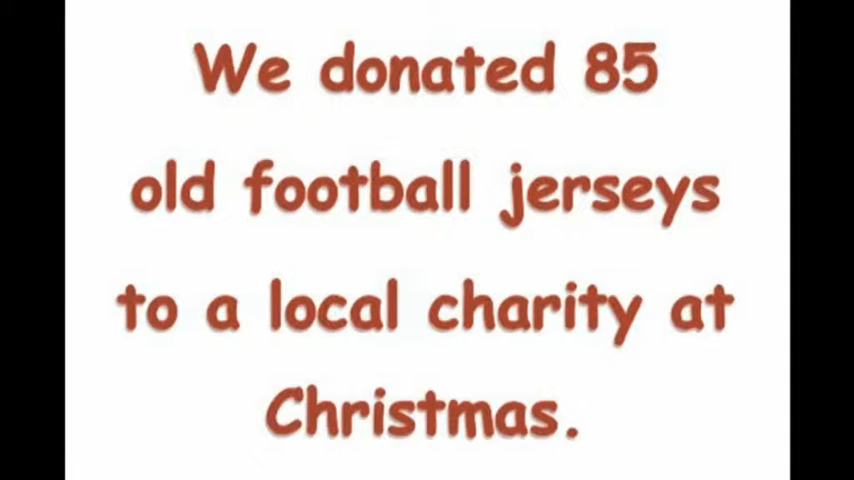 We donated 85
old football jerseys
to a local charity at
Christmas.